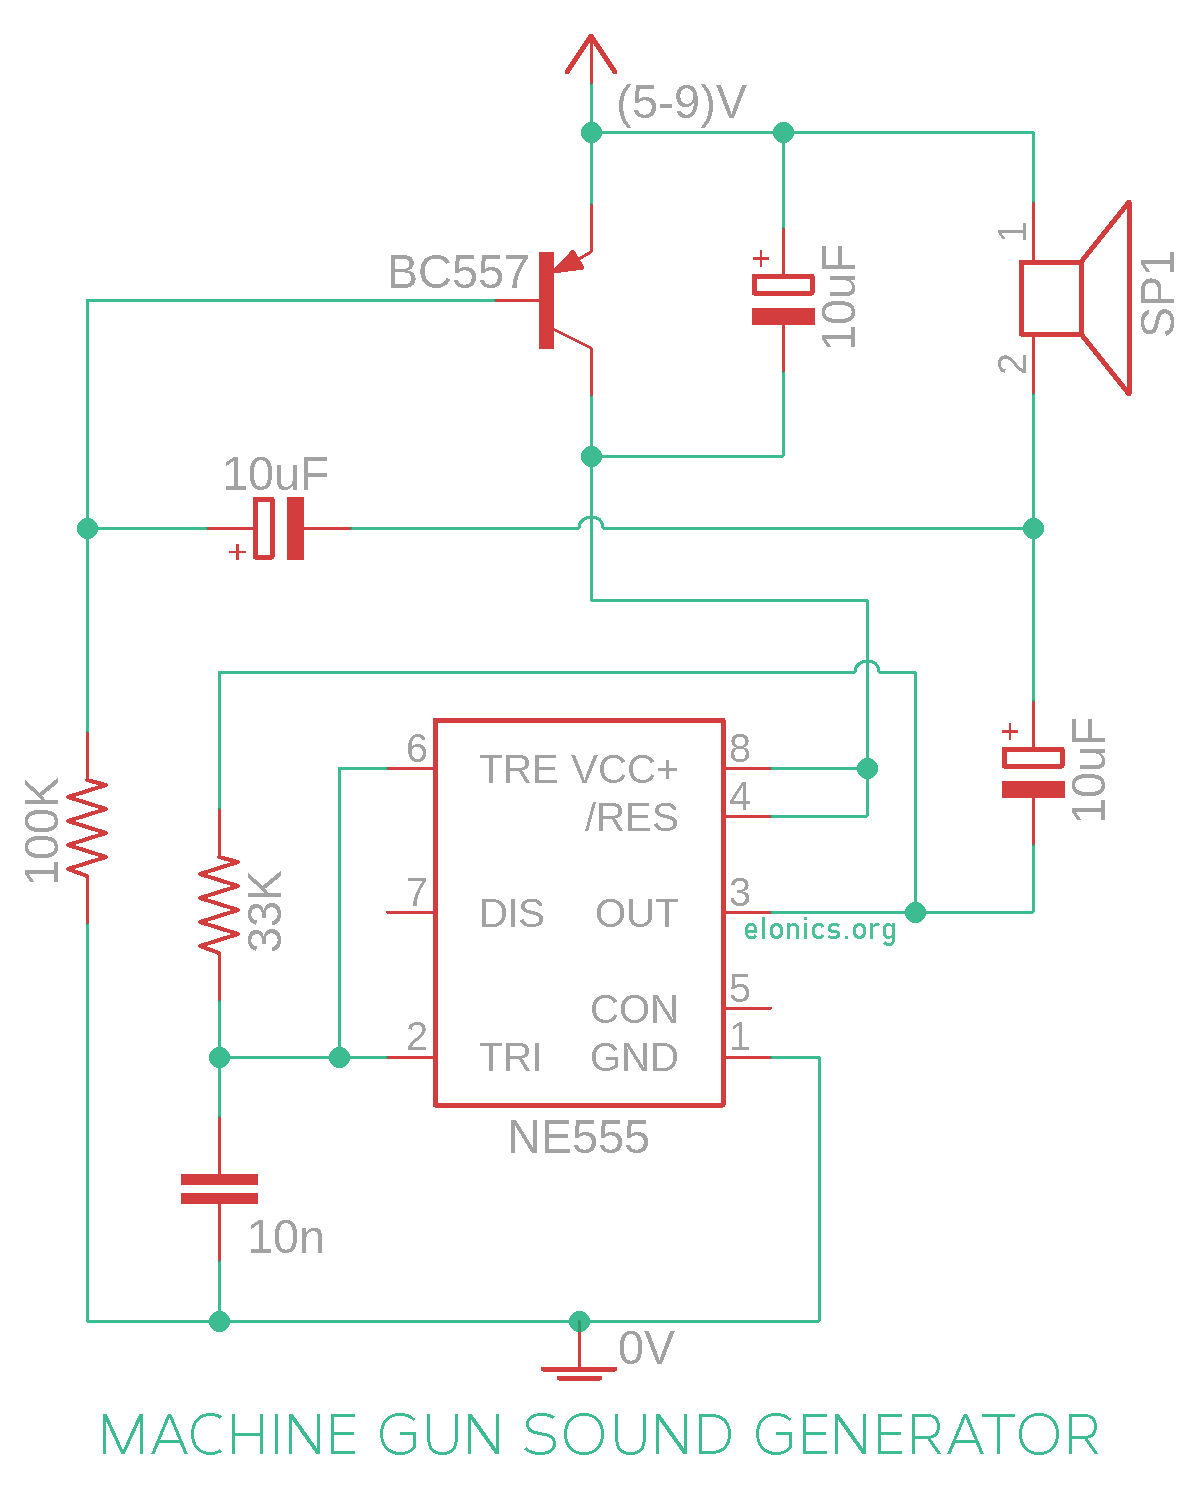 (5-9)V
BC557
+
10uF
1
SP1
2
10uF
+
+
10uF
100K
33K
6
TRE
VCC+
8
/RES
4
7
DIS
OUT
3
elonics.org
CON
5
2
TRI
GND
1
NE555
10n
0V
MACHINE GUN SOUND GENERATOR